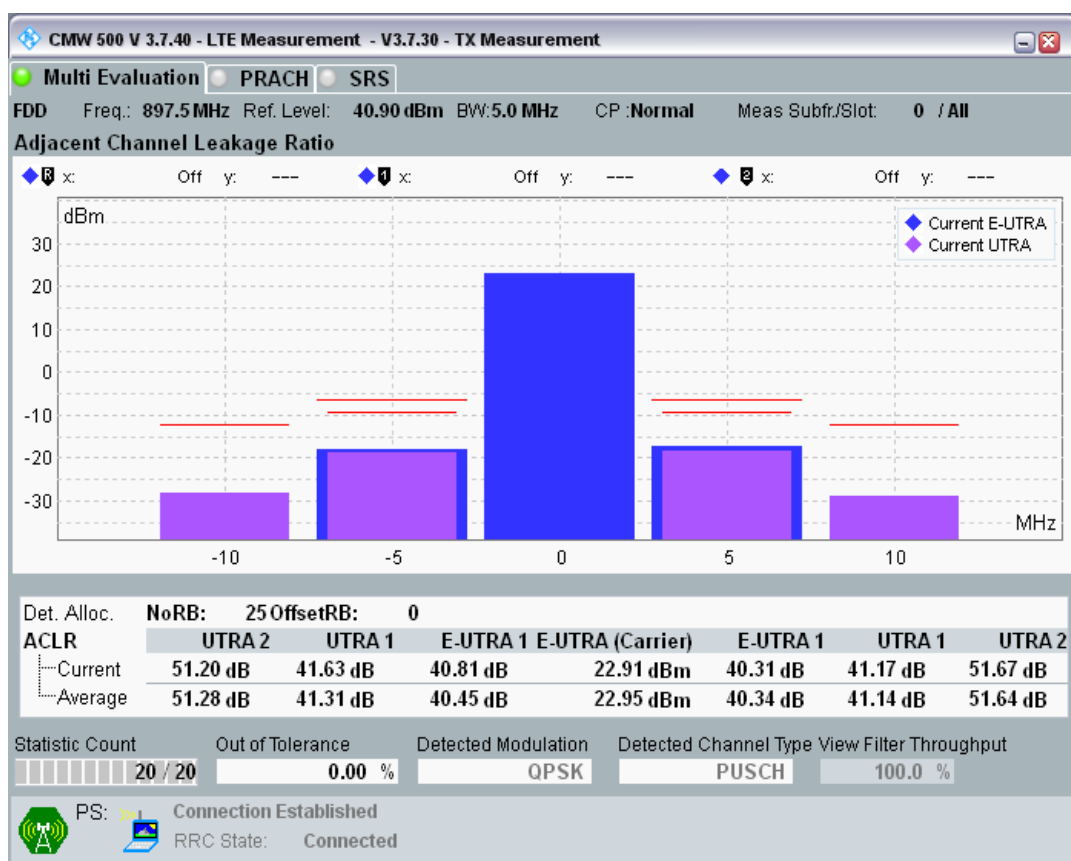 CMW 500 V 3.7.40 - LTE Measurement - V3.7.30 - TX Measurement
Multi Evaluation PRACH SRS
FDD Freq.: 897.5 MHz Ref. Level: 40.90 dBm BW:5.0 MHz CP :Normal Meas Subfr./Slot: 0 / All
Adjacent Channel Leakage Ratio
R x: Off y: --- 1 x: Off y: --- 2 x: Off y: ---
dBm
Current E-UTRA
Current UTRA
30
20
10
0
-10
-20
-30
MHz
-10 -5 0 5 10
Det. Alloc. NoRB: 25 OffsetRB: 0
ACLR UTRA 2 UTRA 1 E-UTRA 1 E-UTRA (Carrier) E-UTRA 1 UTRA 1 UTRA 2
Current 51.20 dB 41.63 dB 40.81 dB 22.91 dBm 40.31 dB 41.17 dB 51.67 dB
Average 51.28 dB 41.31 dB 40.45 dB 22.95 dBm 40.34 dB 41.14 dB 51.64 dB
Statistic Count Out of Tolerance Detected Modulation Detected Channel Type View Filter Throughput
20 / 20 0.00 % QPSK PUSCH 100.0 %
PS: Connection Established
RRC State: Connected